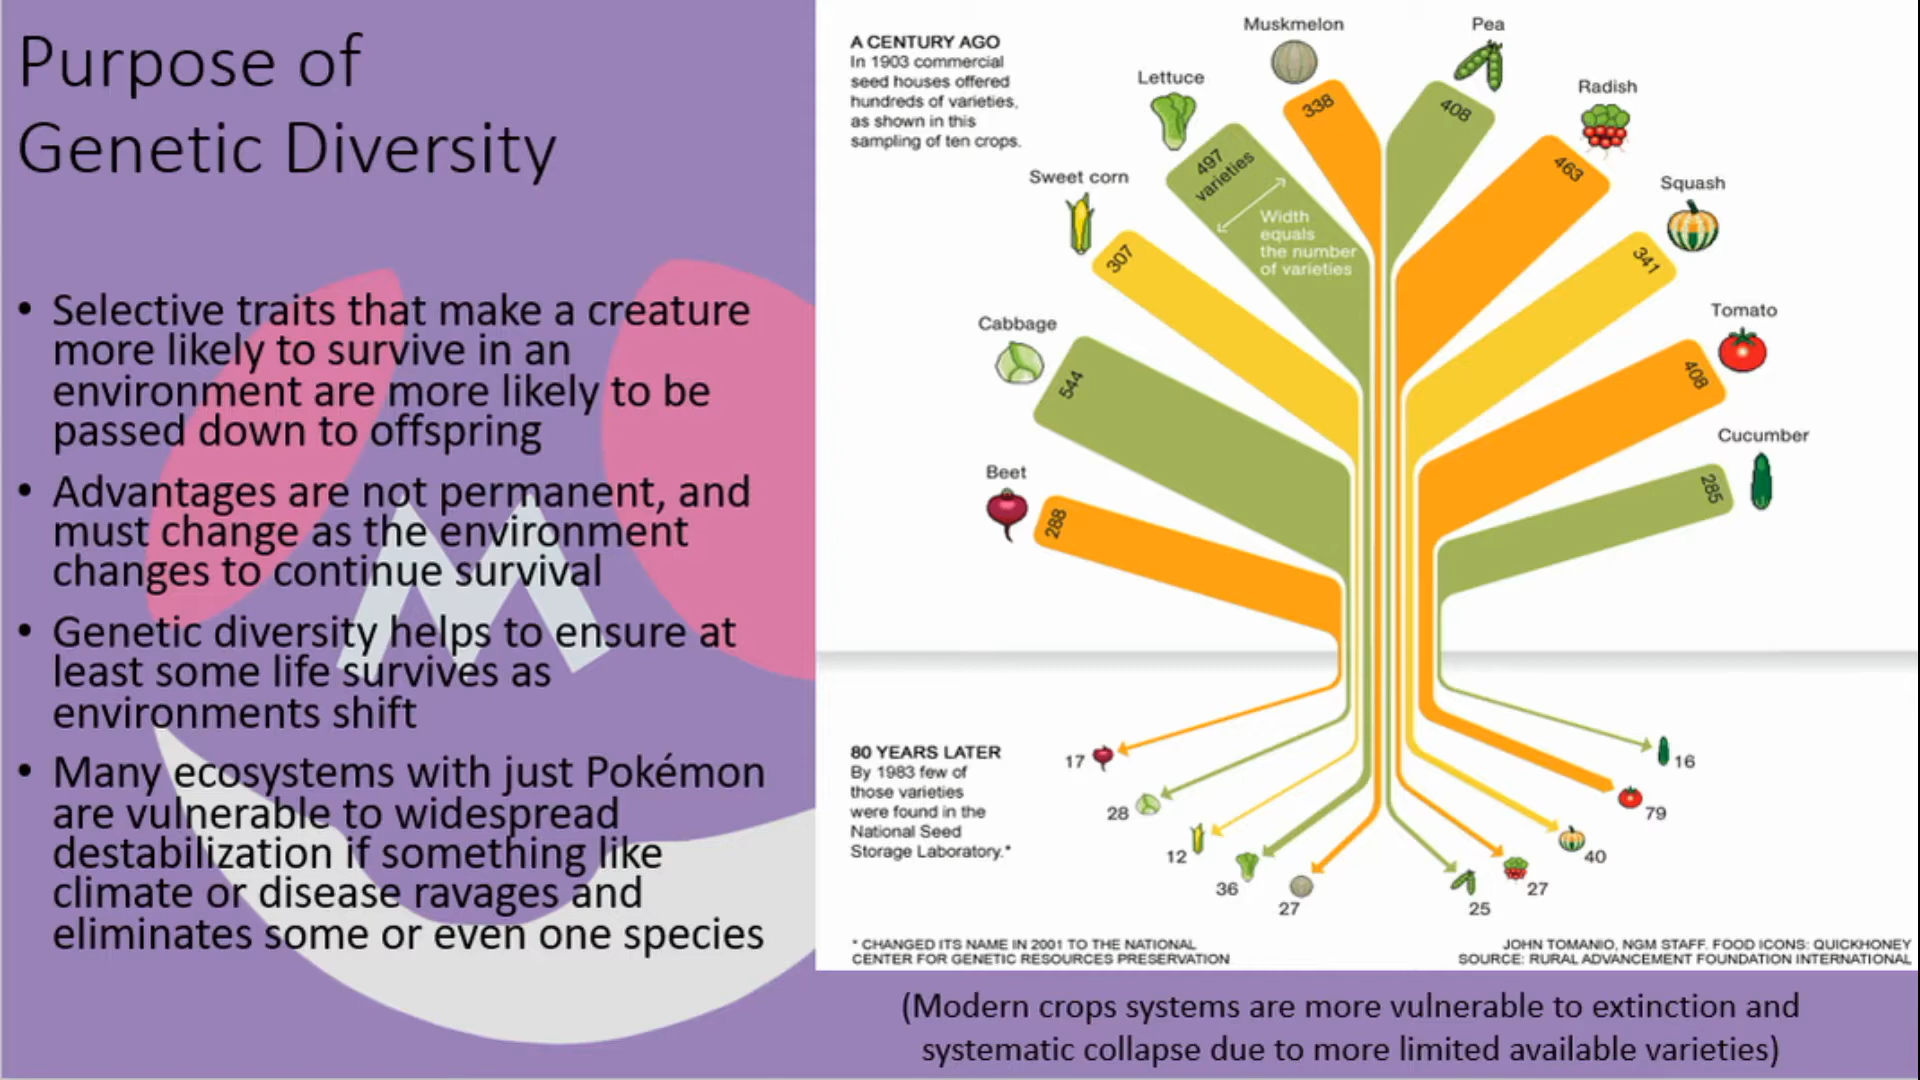 Purpose of
Genetic Diversity
• Selective traits that make a creature
more likely to survive in an
environment are more likely to be
passed down to offspring
• Advantages are not permanent, and
must change as the environment
changes to continue survival
• Genetic diversity helps to ensure at
least some life survives as
environments shift
• Many ecosystems with just Pokémon
are vulnerable to widespread
destabilization if something like
climate or disease ravages and
eliminates some or even one species
A CENTURY AGO
In 1903 commercial
seed houses offered
hundreds of varieties,
as shown in this
sampling of ten crops.
Beet
288
Cabbage
544
Sweet corn
307
Lettuce
497
varieties
Width
equals
the number
of varieties
Muskmelon
338
Pea
408
Radish
463
Squash
341
Tomato
408
Cucumber
285
80 YEARS LATER
By 1983 few of
those varieties
were found in the
National Seed
Storage Laboratory.*
17
28
12
36
27
25
27
40
79
16
* CHANGED ITS NAME IN 2001 TO THE NATIONAL
CENTER FOR GENETIC RESOURCES PRESERVATION
JOHN TOMANIO, NGM STAFF. FOOD ICONS: QUICKHONEY
SOURCE: RURAL ADVANCEMENT FOUNDATION INTERNATIONAL
(Modern crops systems are more vulnerable to extinction and
systematic collapse due to more limited available varieties)